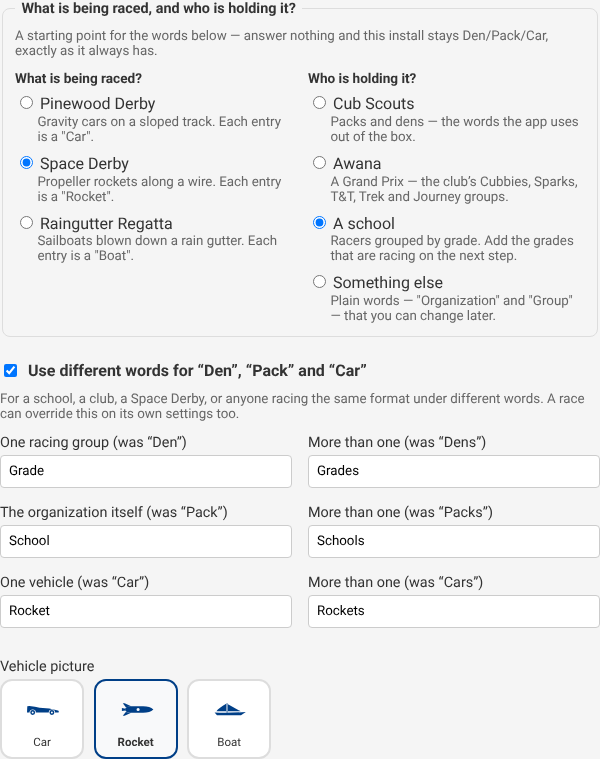 What is being raced, and who is holding it?
A starting point for the words below — answer nothing and this install stays Den/Pack/Car,
exactly as it always has.
What is being raced?
Pinewood Derby
Gravity cars on a sloped track. Each entry
is a "Car".
Space Derby
Propeller rockets along a wire. Each entry
is a "Rocket".
Raingutter Regatta
Sailboats blown down a rain gutter. Each
entry is a "Boat".
Who is holding it?
Cub Scouts
Packs and dens — the words the app uses
out of the box.
Awana
A Grand Prix — the club’s Cubbies, Sparks,
T&T, Trek and Journey groups.
A school
Racers grouped by grade. Add the grades
that are racing on the next step.
Something else
Plain words — "Organization" and "Group"
— that you can change later.
Use different words for “Den”, “Pack” and “Car”
For a school, a club, a Space Derby, or anyone racing the same format under different words. A race
can override this on its own settings too.
One racing group (was “Den”)
Grade
More than one (was “Dens”)
Grades
The organization itself (was “Pack”)
School
More than one (was “Packs”)
Schools
One vehicle (was “Car”)
Rocket
More than one (was “Cars”)
Rockets
Vehicle picture
Car
Rocket
Boat